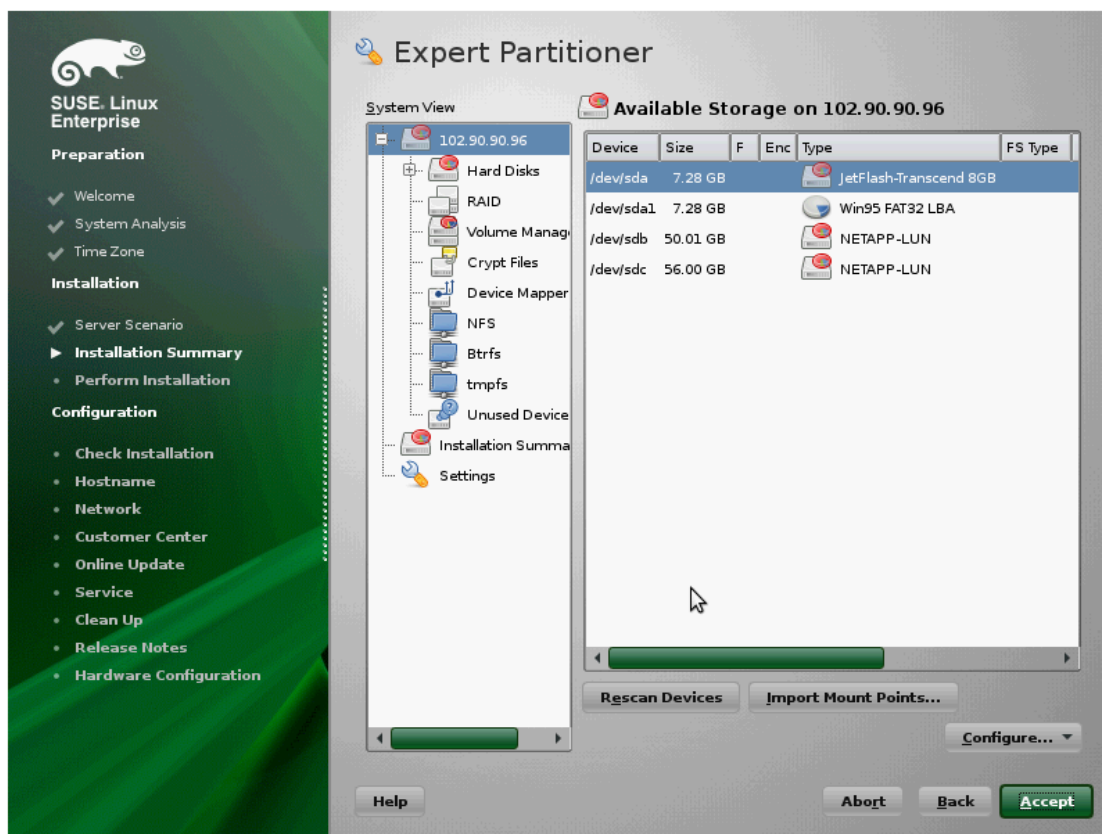 SUSE. Linux
Enterprise
Preparation
Welcome
System Analysis
Time Zone
Installation
Server Scenario
Installation Summary
Perform Installation
Configuration
Check Installation
Hostname
Network
Customer Center
Online Update
Service
Clean Up
Release Notes
Hardware Configuration
Expert Partitioner
System View
102.90.90.96
Hard Disks
RAID
Volume Manag
Crypt Files
Device Mapper
NFS
Btrfs
tmpfs
Unused Device
Installation Summa
Settings
Available Storage on 102.90.90.96
Device Size F Enc Type FS Type
/dev/sda 7.28 GB JetFlash-Transcend 8GB
/dev/sda1 7.28 GB Win95 FAT32 LBA
/dev/sdb 50.01 GB NETAPP-LUN
/dev/sdc 56.00 GB NETAPP-LUN
Rescan Devices Import Mount Points...
Configure...
Help Abort Back Accept